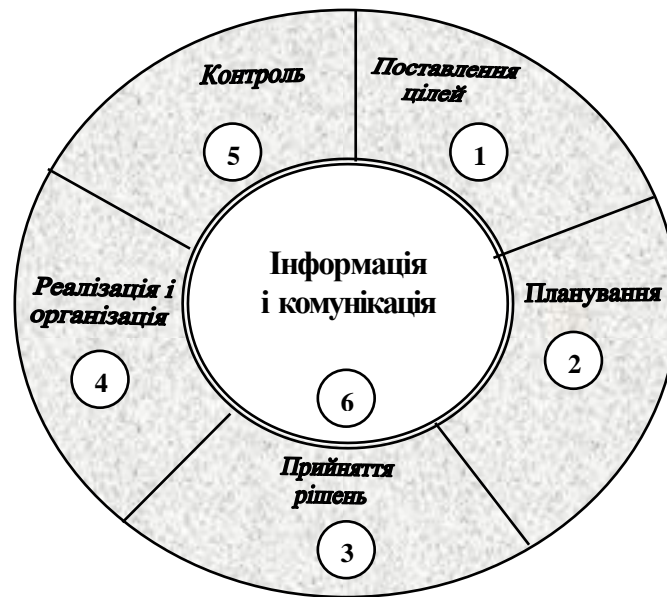 Поставлення
цілей
1
Планування
2
Прийняття
рішень
3
Реалізація і
організація
4
Контроль
5
Інформація
і комунікація
6